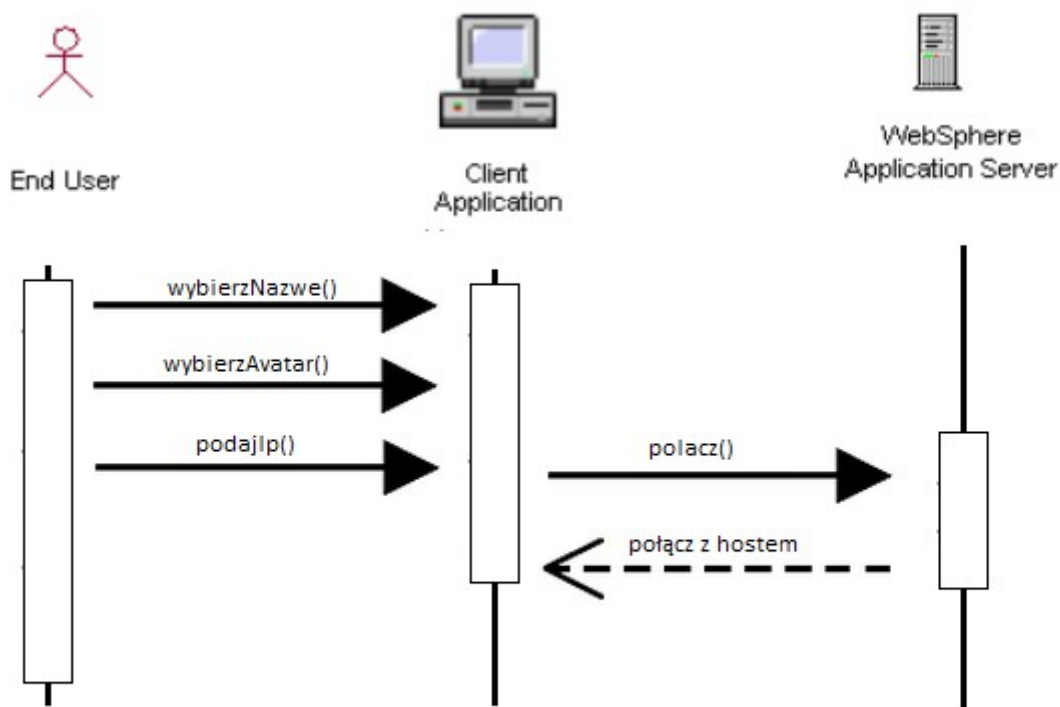 End User
Client
Application
WebSphere
Application Server
wybierzNazwe()
wybierzAvatar()
podajIp()
polacz()
połącz z hostem